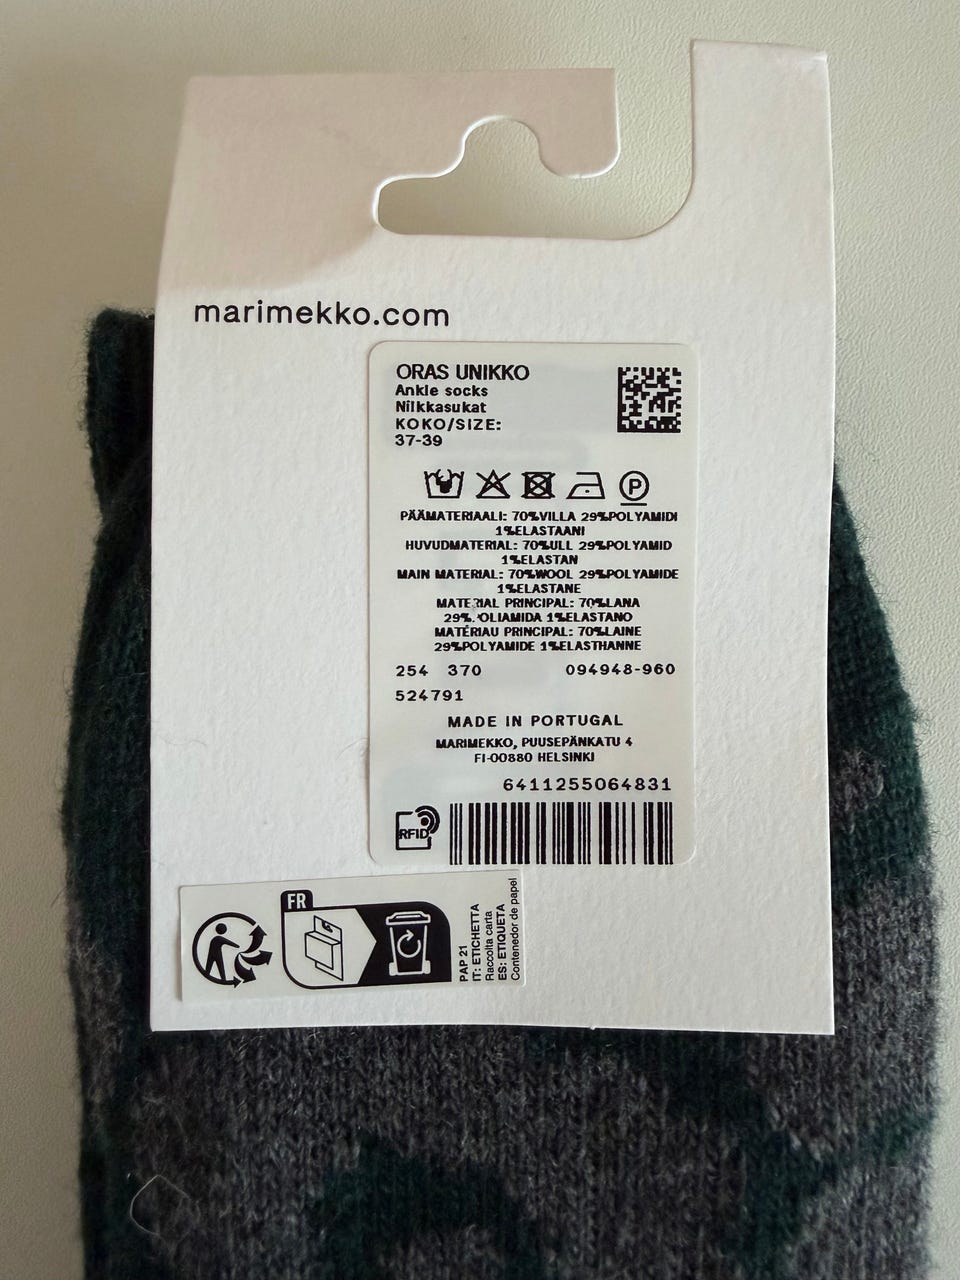 marimekko.com
ORAS UNIKKO
Ankle socks
Nilkkasukat
KOKO/SIZE:
37-39
P
PÄÄMATERIAALI: 70%VILLA 29%POLYAMIDI
1%ELASTAANI
HUVUDMATERIAL: 70%ULL 29%POLYAMID
1%ELASTAN
MAIN MATERIAL: 70%WOOL 29%POLYAMIDE
1%ELASTANE
MATERIAL PRINCIPAL: 70%LANA
29% 1%ELASTANO
MATÉRIAU PRINCIPAL: 70%LAINE
29%POLYAMIDE 1%ELASTHANNE
254 370 094948-960
524791
MADE IN PORTUGAL
MARIMEKKO, PUUSEPÄNKATU 4
FI-00880 HELSINKI
6411255064831
RFID
FR
PAP 21
IT: ETICHETTA
Raccolta carta
ES: ETIQUETA
Contenedor de papel